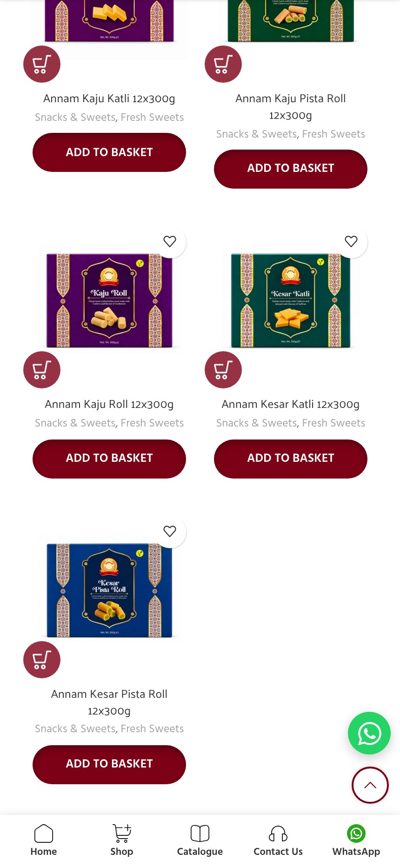 Annam Kaju Katli 12x300g
Snacks & Sweets, Fresh Sweets
ADD TO BASKET
Annam Kaju Pista Roll
12x300g
Snacks & Sweets, Fresh Sweets
ADD TO BASKET
Kaju Roll
Kesar Katli
Annam Kaju Roll 12x300g
Snacks & Sweets, Fresh Sweets
ADD TO BASKET
Annam Kesar Katli 12x300g
Snacks & Sweets, Fresh Sweets
ADD TO BASKET
Kesar
Pista Roll
Annam Kesar Pista Roll
12x300g
Snacks & Sweets, Fresh Sweets
ADD TO BASKET
Home
Shop
Catalogue
Contact Us
WhatsApp